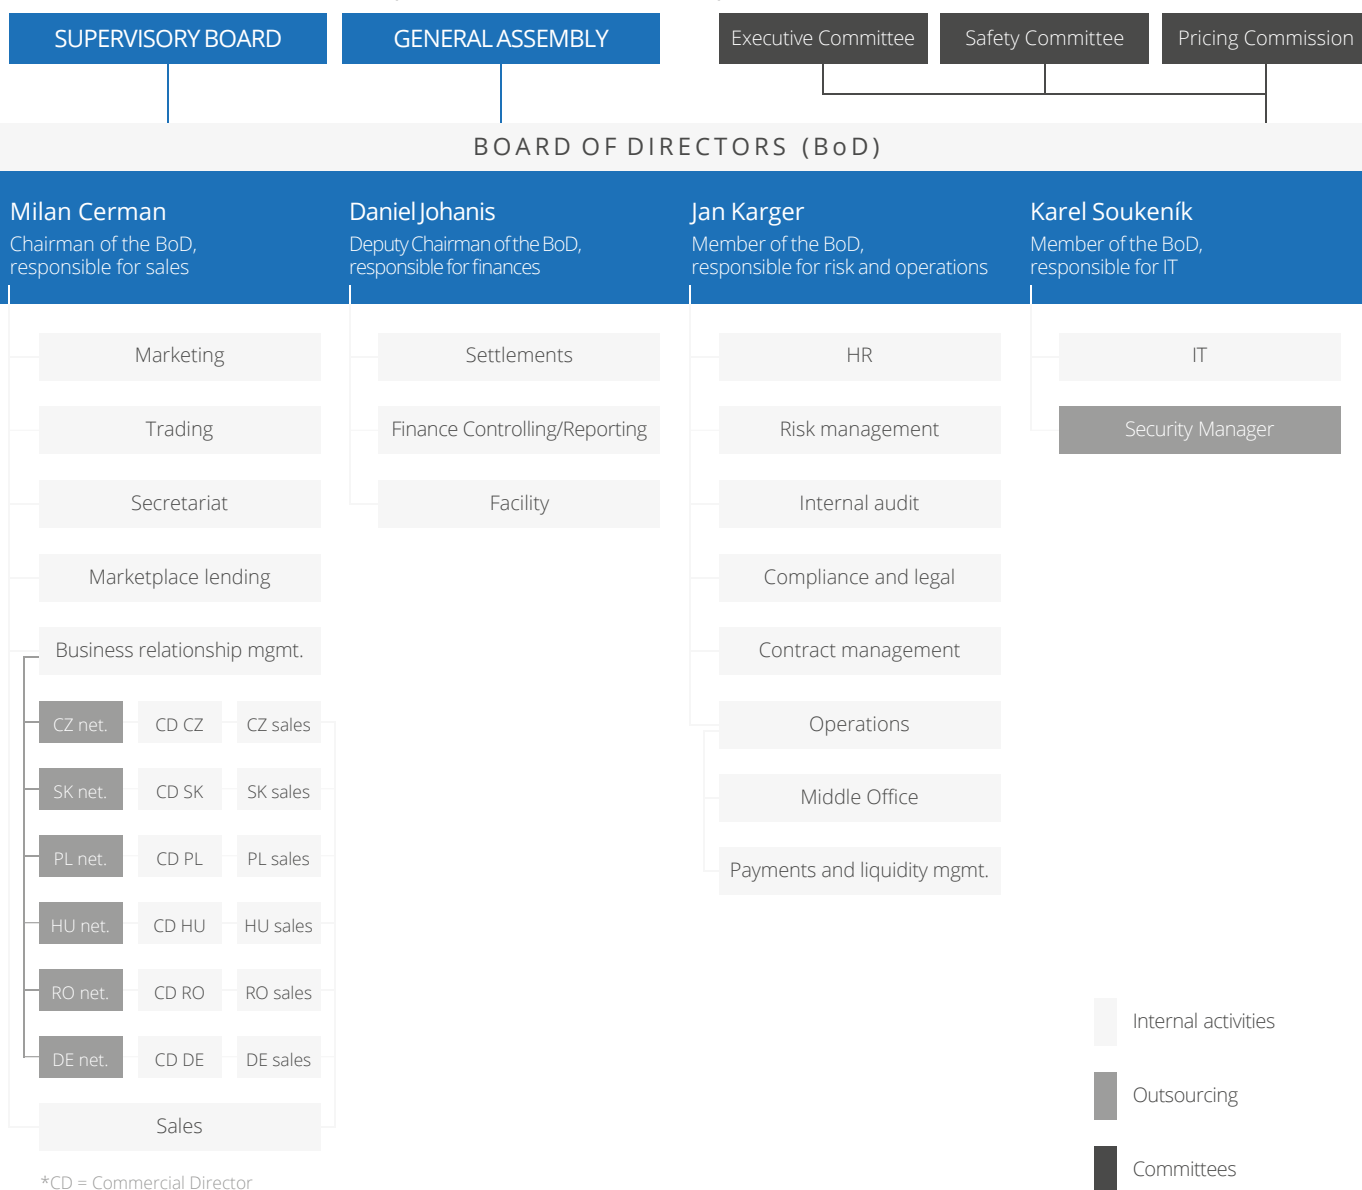 SUPERVISORY BOARD
GENERAL ASSEMBLY
Executive Committee
Safety Committee
Pricing Commission
BOARD OF DIRECTORS (BoD)
Milan Cerman
Chairman of the BoD,
responsible for sales
Daniel Johanis
Deputy Chairman of the BoD,
responsible for finances
Jan Karger
Member of the BoD,
responsible for risk and operations
Karel Soukeník
Member of the BoD,
responsible for IT
Marketing
Trading
Secretariat
Marketplace lending
Business relationship mgmt.
CZ net.
CD CZ
CZ sales
SK net.
CD SK
SK sales
PL net.
CD PL
PL sales
HU net.
CD HU
HU sales
RO net.
CD RO
RO sales
DE net.
CD DE
DE sales
Sales
*CD = Commercial Director
Settlements
Finance Controlling/Reporting
Facility
HR
Risk management
Internal audit
Compliance and legal
Contract management
Operations
Middle Office
Payments and liquidity mgmt.
IT
Security Manager
Internal activities
Outsourcing
Committees